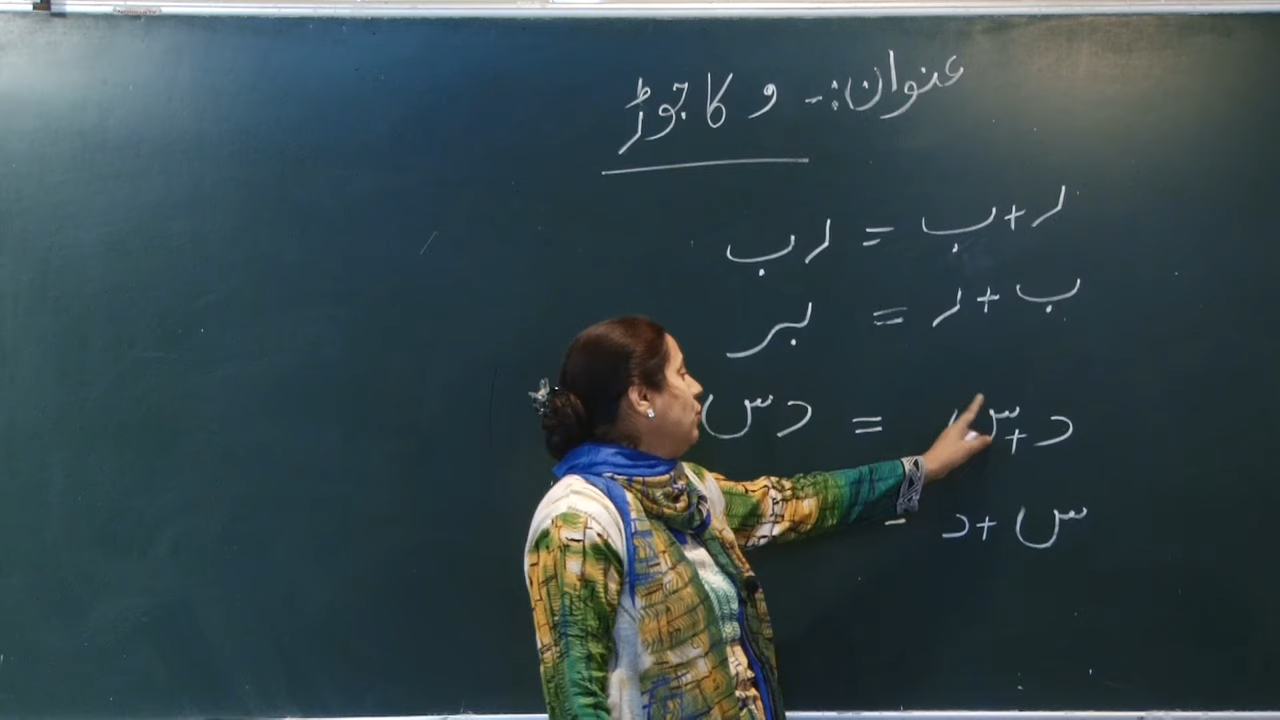 عنوان:- و کا جوڑ
ر+ب = رب
ب+ر = بر
د+س = دس
س+د =